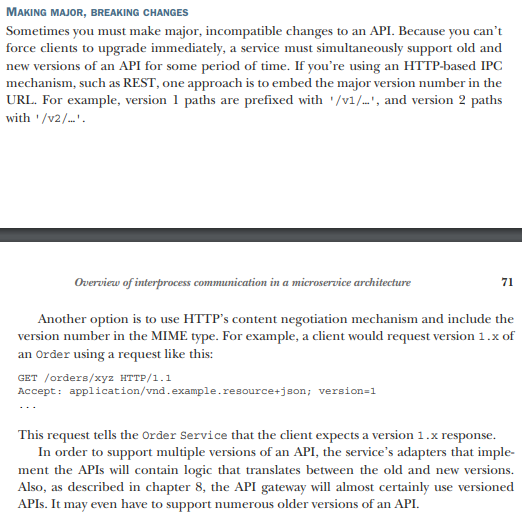 MAKING MAJOR, BREAKING CHANGES
Sometimes you must make major, incompatible changes to an API. Because you can't
force clients to upgrade immediately, a service must simultaneously support old and
new versions of an API for some period of time. If you're using an HTTP-based IPC
mechanism, such as REST, one approach is to embed the major version number in the
URL. For example, version 1 paths are prefixed with '/v1/…', and version 2 paths
with '/v2/…'.
Overview of interprocess communication in a microservice architecture 71
Another option is to use HTTP's content negotiation mechanism and include the
version number in the MIME type. For example, a client would request version 1.x of
an Order using a request like this:
GET /orders/xyz HTTP/1.1
Accept: application/vnd.example.resource+json; version=1
...
This request tells the Order Service that the client expects a version 1.x response.
In order to support multiple versions of an API, the service's adapters that imple-
ment the APIs will contain logic that translates between the old and new versions.
Also, as described in chapter 8, the API gateway will almost certainly use versioned
APIs. It may even have to support numerous older versions of an API.